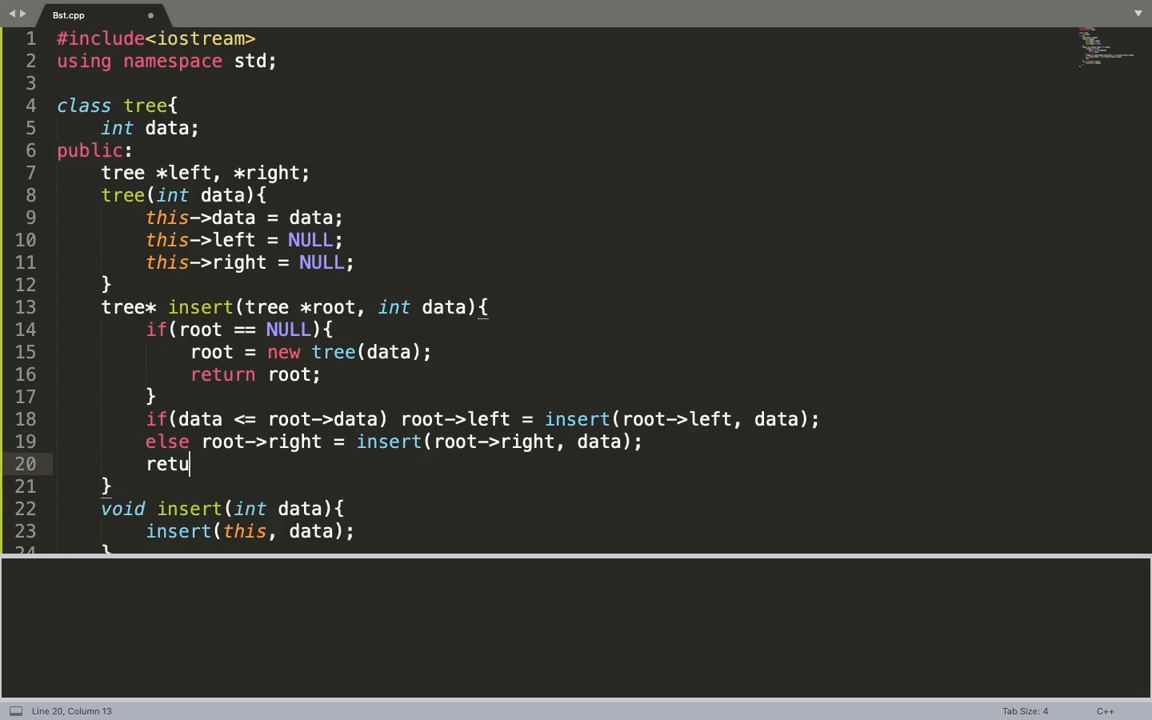 Bst.cpp
1 #include<iostream>
2 using namespace std;
3
4 class tree{
5 int data;
6 public:
7 tree *left, *right;
8 tree(int data){
9 this->data = data;
10 this->left = NULL;
11 this->right = NULL;
12 }
13 tree* insert(tree *root, int data){
14 if(root == NULL){
15 root = new tree(data);
16 return root;
17 }
18 if(data <= root->data) root->left = insert(root->left, data);
19 else root->right = insert(root->right, data);
20 retu
21 }
22 void insert(int data){
23 insert(this, data);
24 }
Line 20, Column 13
Tab Size: 4
C++